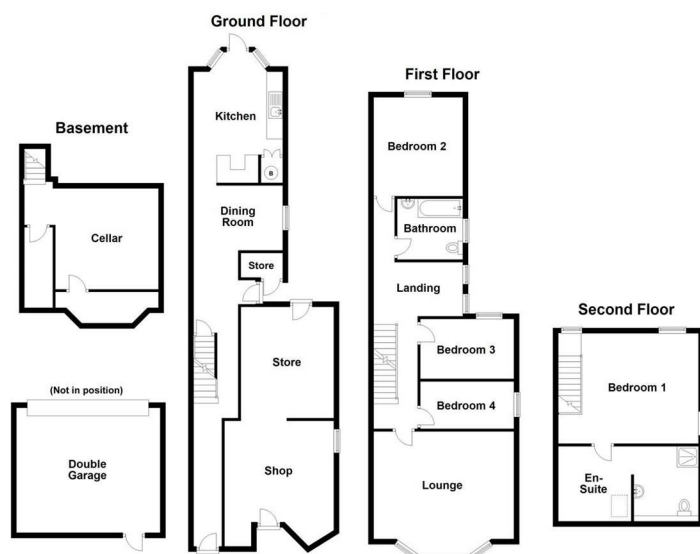 Ground Floor
Kitchen
B
Dining
Room
Store
Store
Shop
First Floor
Bedroom 2
Bathroom
Landing
Bedroom 3
Bedroom 4
Lounge
Basement
Cellar
(Not in position)
Double
Garage
Second Floor
Bedroom 1
En-
Suite